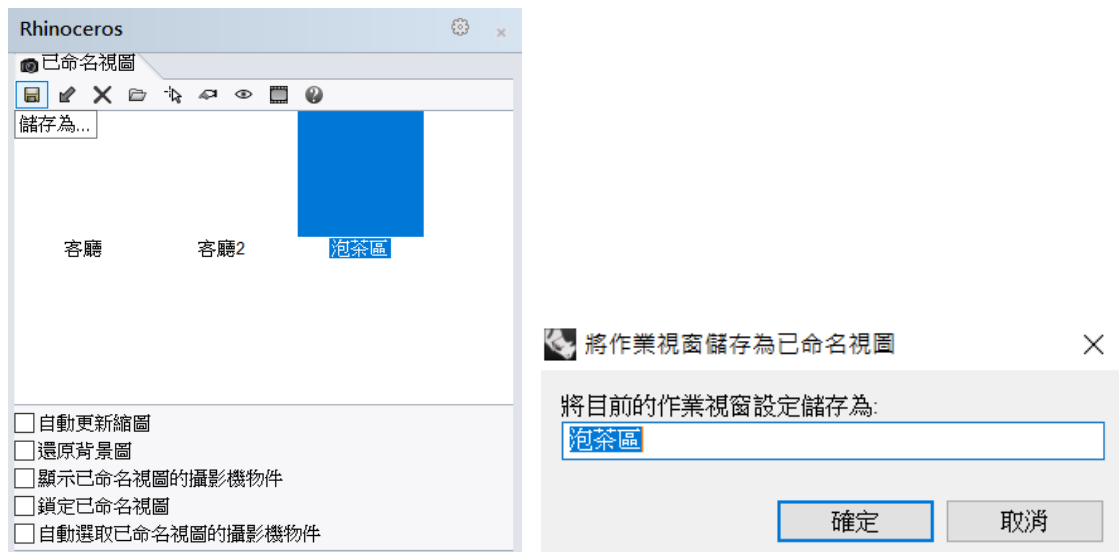 Rhinoceros
已命名視圖
儲存為...
客廳
客廳2
泡茶區
自動更新縮圖
還原背景圖
顯示已命名視圖的攝影機物件
鎖定已命名視圖
自動選取已命名視圖的攝影機物件
將作業視窗儲存為已命名視圖
將目前的作業視窗設定儲存為:
泡茶區
確定
取消